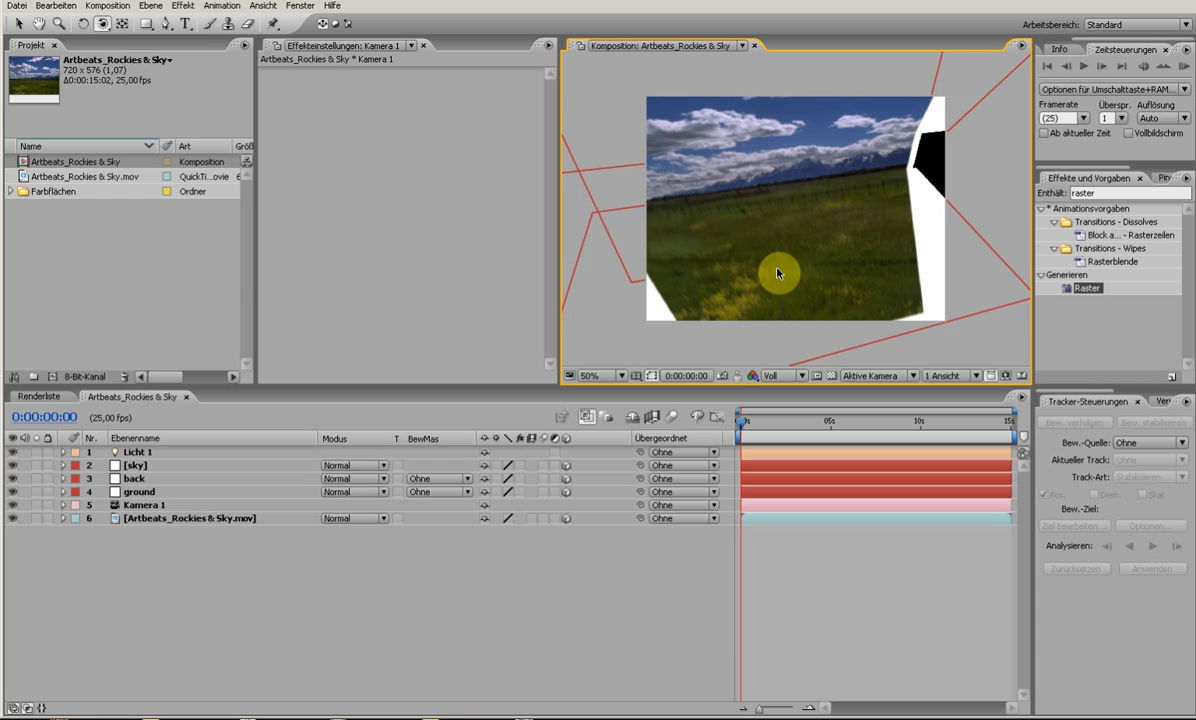 Datei Bearbeiten Komposition Ebene Effekt Animation Ansicht Fenster Hilfe
Arbeitsbereich: Standard
Projekt
Artbeats_Rockies & Sky
720 x 576 (1,07)
Δ0:00:15:02, 25,00 fps
Name Art Größ
Artbeats_Rockies & Sky Komposition
Artbeats_Rockies & Sky.mov QuickTi...ovie
Farbflächen Ordner
8-Bit-Kanal
Effekteinstellungen: Kamera 1
Artbeats_Rockies & Sky * Kamera 1
Komposition: Artbeats_Rockies & Sky
50% 0:00:00:00 Voll Aktive Kamera 1 Ansicht
Info Zeitsteuerungen
Optionen für Umschalttaste+RAM...
Framerate Überspr. Auflösung
(25) 1 Auto
Ab aktueller Zeit Vollbildschirm
Effekte und Vorgaben
Enthält: raster
* Animationsvorgaben
Transitions - Dissolves
Block a... - Rasterzeilen
Transitions - Wipes
Rasterblende
Generieren
Raster
Renderliste Artbeats_Rockies & Sky
0:00:00:00 (25,00 fps)
Nr. Ebenenname Modus T BewMas Übergeordnet
05s 10s 15s
1 Licht 1 Ohne
2 [sky] Normal Ohne
3 back Normal Ohne Ohne
4 ground Normal Ohne Ohne
5 Kamera 1 Ohne
6 [Artbeats_Rockies & Sky.mov] Normal Ohne
Tracker-Steuerungen
Bew. verfolgen Bew. stabilisieren
Bew.-Quelle: Ohne
Aktueller Track: Ohne
Track-Art: Stabilisieren
Pos. Dreh. Skal.
Bew.-Ziel:
Ziel bearbeiten... Optionen...
Analysieren:
Zurücksetzen Anwenden